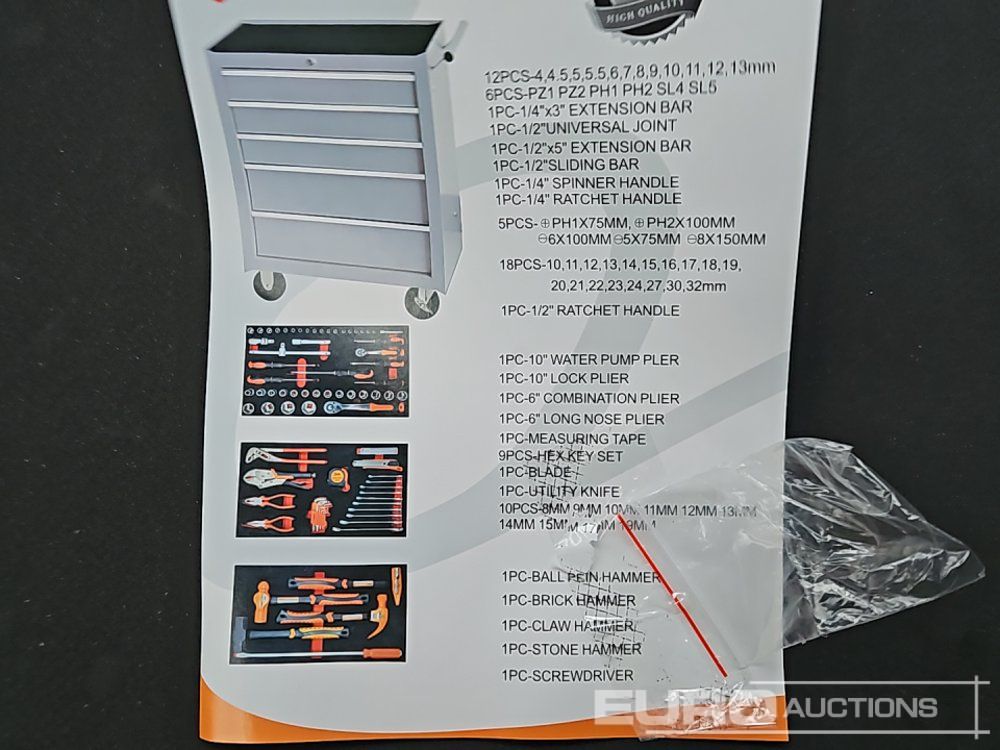 HIGH QUALITY
12PCS-4,4.5,5,5.5,6,7,8,9,10,11,12,13mm
6PCS-PZ1 PZ2 PH1 PH2 SL4 SL5
1PC-1/4"x3" EXTENSION BAR
1PC-1/2"UNIVERSAL JOINT
1PC-1/2"x5" EXTENSION BAR
1PC-1/2"SLIDING BAR
1PC-1/4" SPINNER HANDLE
1PC-1/4" RATCHET HANDLE
5PCS-⊕PH1X75MM, ⊕PH2X100MM
⊖6X100MM ⊖5X75MM ⊖8X150MM
18PCS-10,11,12,13,14,15,16,17,18,19,
20,21,22,23,24,27,30,32mm
1PC-1/2" RATCHET HANDLE
1PC-10" WATER PUMP PLER
1PC-10" LOCK PLIER
1PC-6" COMBINATION PLIER
1PC-6" LONG NOSE PLIER
1PC-MEASURING TAPE
9PCS-HEX KEY SET
1PC-BLADE
1PC-UTILITY KNIFE
10PCS-8MM 9MM 10MM 11MM 12MM 13MM
14MM 15MM 17MM 19MM
1PC-BALL PEIN HAMMER
1PC-BRICK HAMMER
1PC-CLAW HAMMER
1PC-STONE HAMMER
1PC-SCREWDRIVER
EURO AUCTIONS